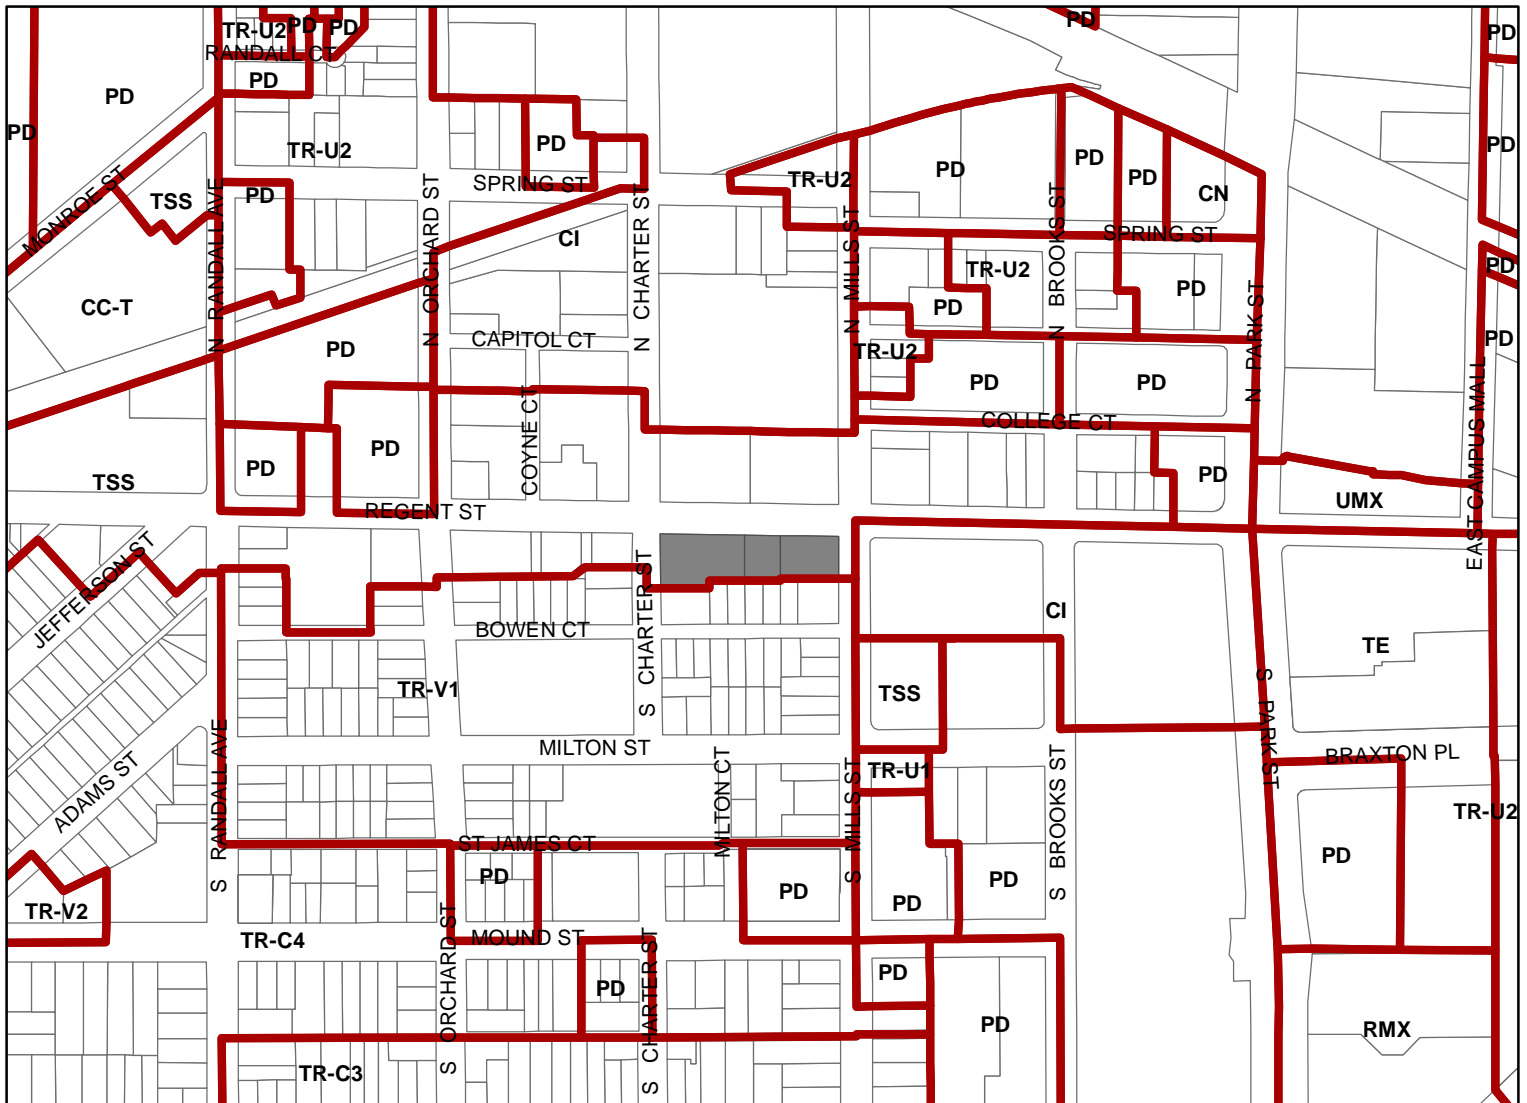 TR-U2
PD
PD
PD
PD
RANDALL CT
PD
PD
PD
TR-U2
PD
PD
PD
PD
PD
PD
MONROE ST
TSS
N RANDALL AVE
PD
N ORCHARD ST
SPRING ST
N CHARTER ST
TR-U2
N MILLS ST
N BROOKS ST
CN
SPRING ST
CI
TR-U2
PD
CC-T
PD
PD
N PARK ST
PD
PD
CAPITOL CT
TR-U2
PD
PD
COYNE CT
COLLEGE CT
EAST CAMPUS MALL
PD
PD
PD
TSS
REGENT ST
UMX
JEFFERSON ST
S CHARTER ST
BOWEN CT
CI
TE
TR-V1
TSS
S PARK ST
S RANDALL AVE
MILTON ST
MILTON CT
S MILLS ST
S BROOKS ST
BRAXTON PL
TR-U1
ADAMS ST
TR-U2
ST JAMES CT
PD
PD
PD
PD
PD
TR-V2
TR-C4
S ORCHARD ST
MOUND ST
S CHARTER ST
PD
PD
PD
RMX
TR-C3